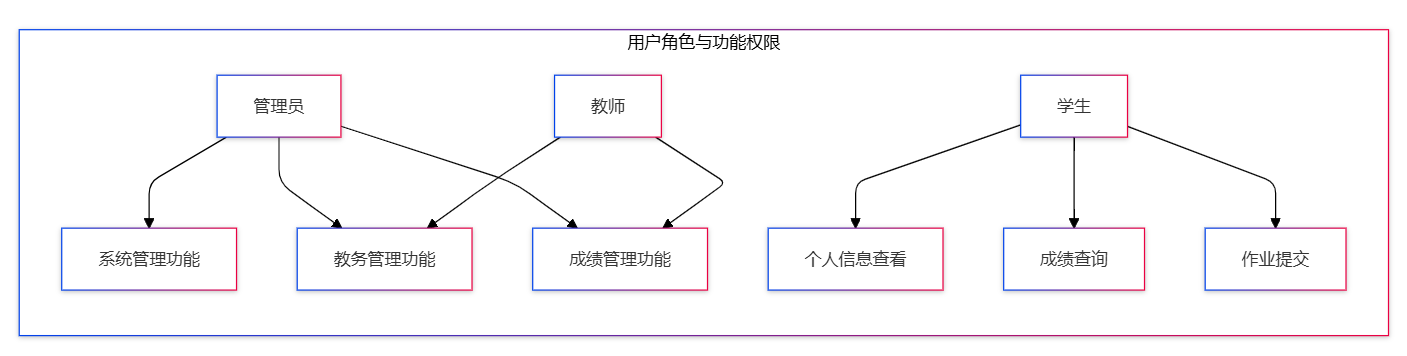 用户角色与功能权限
管理员
教师
学生
系统管理功能
教务管理功能
成绩管理功能
个人信息查看
成绩查询
作业提交